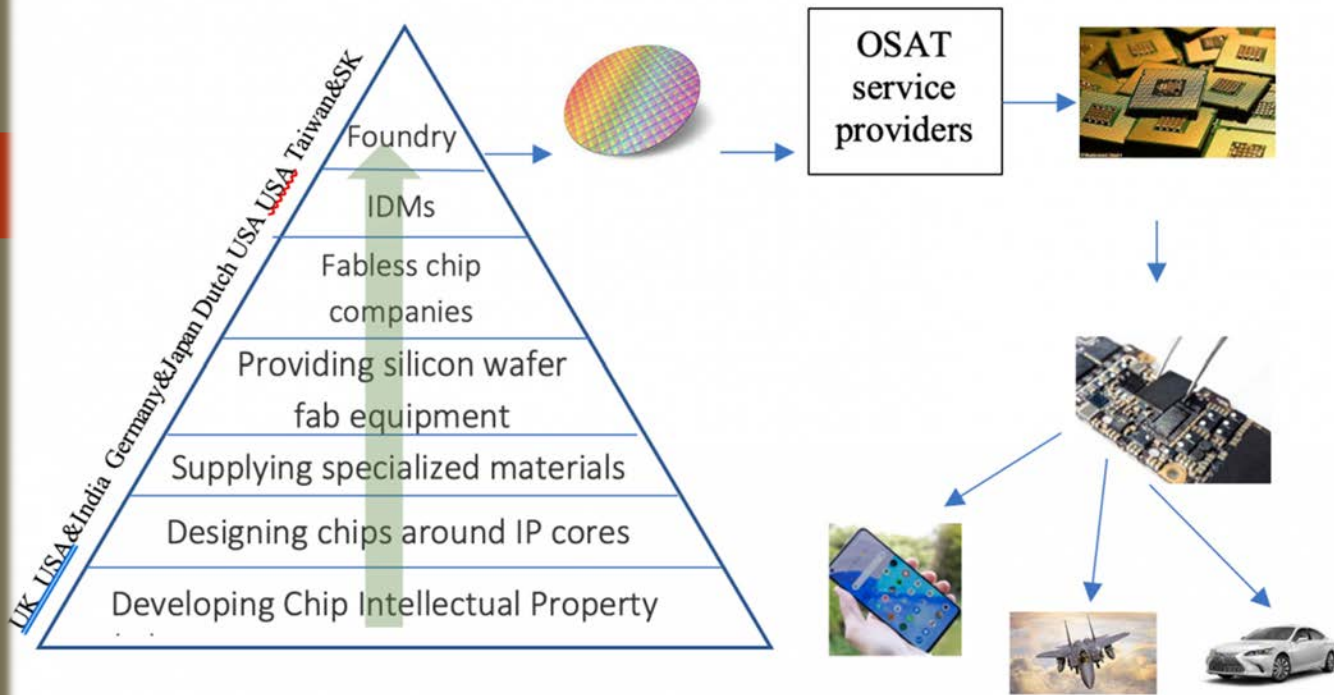 Foundry
IDMs
Fabless chip
companies
Providing silicon wafer
fab equipment
Supplying specialized materials
Designing chips around IP cores
Developing Chip Intellectual Property
UK USA&India Germany&Japan Dutch USA USA Taiwan&SK
OSAT
service
providers